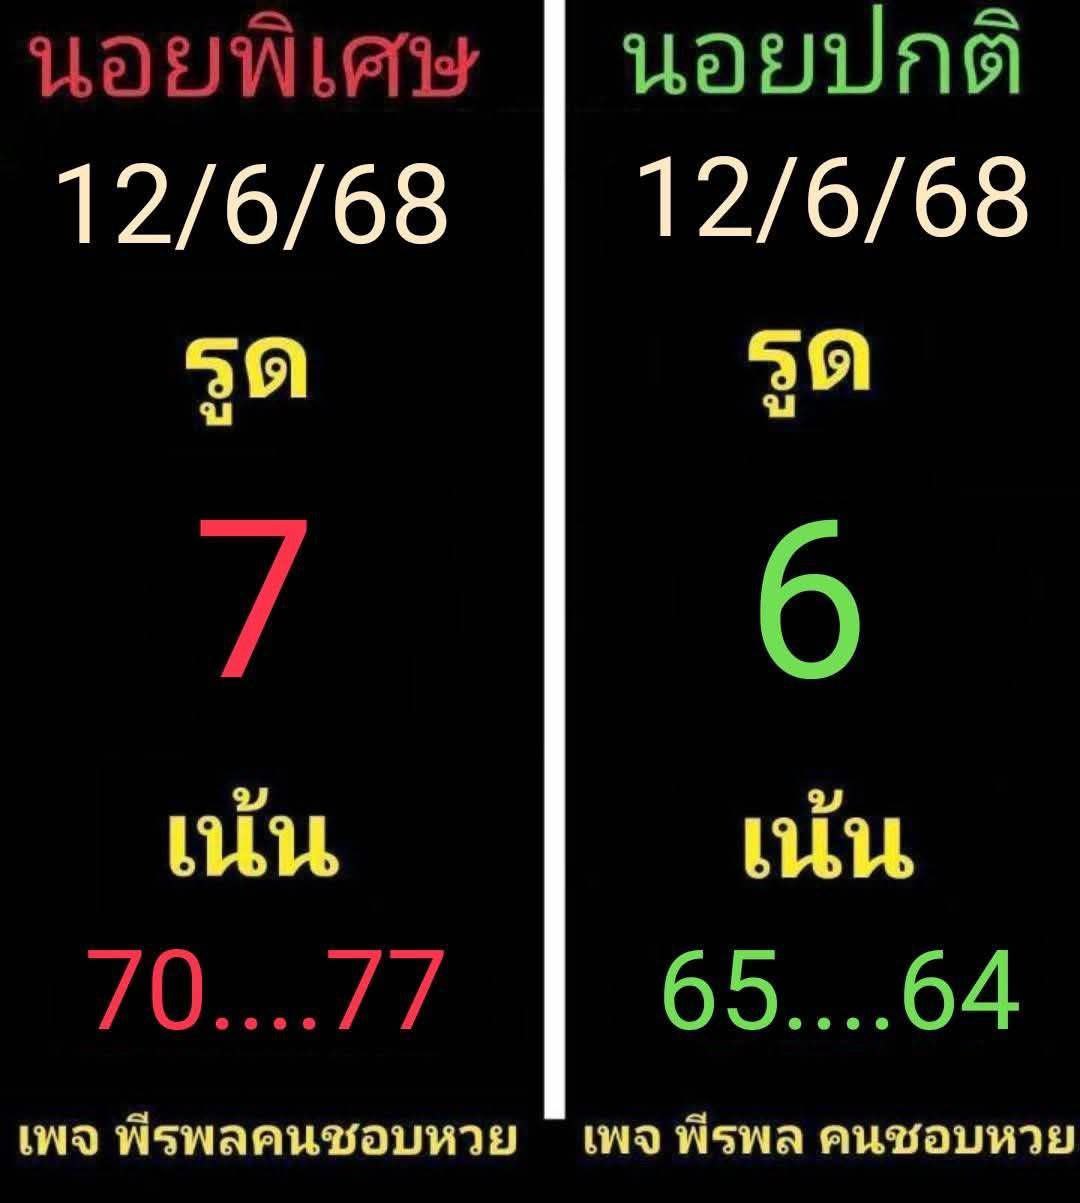 นอยพิเศษ
12/6/68
รูด
7
เน้น
70....77
เพจ พีรพลคนชอบหวย
นอยปกติ
12/6/68
รูด
6
เน้น
65....64
เพจ พีรพล คนชอบหวย